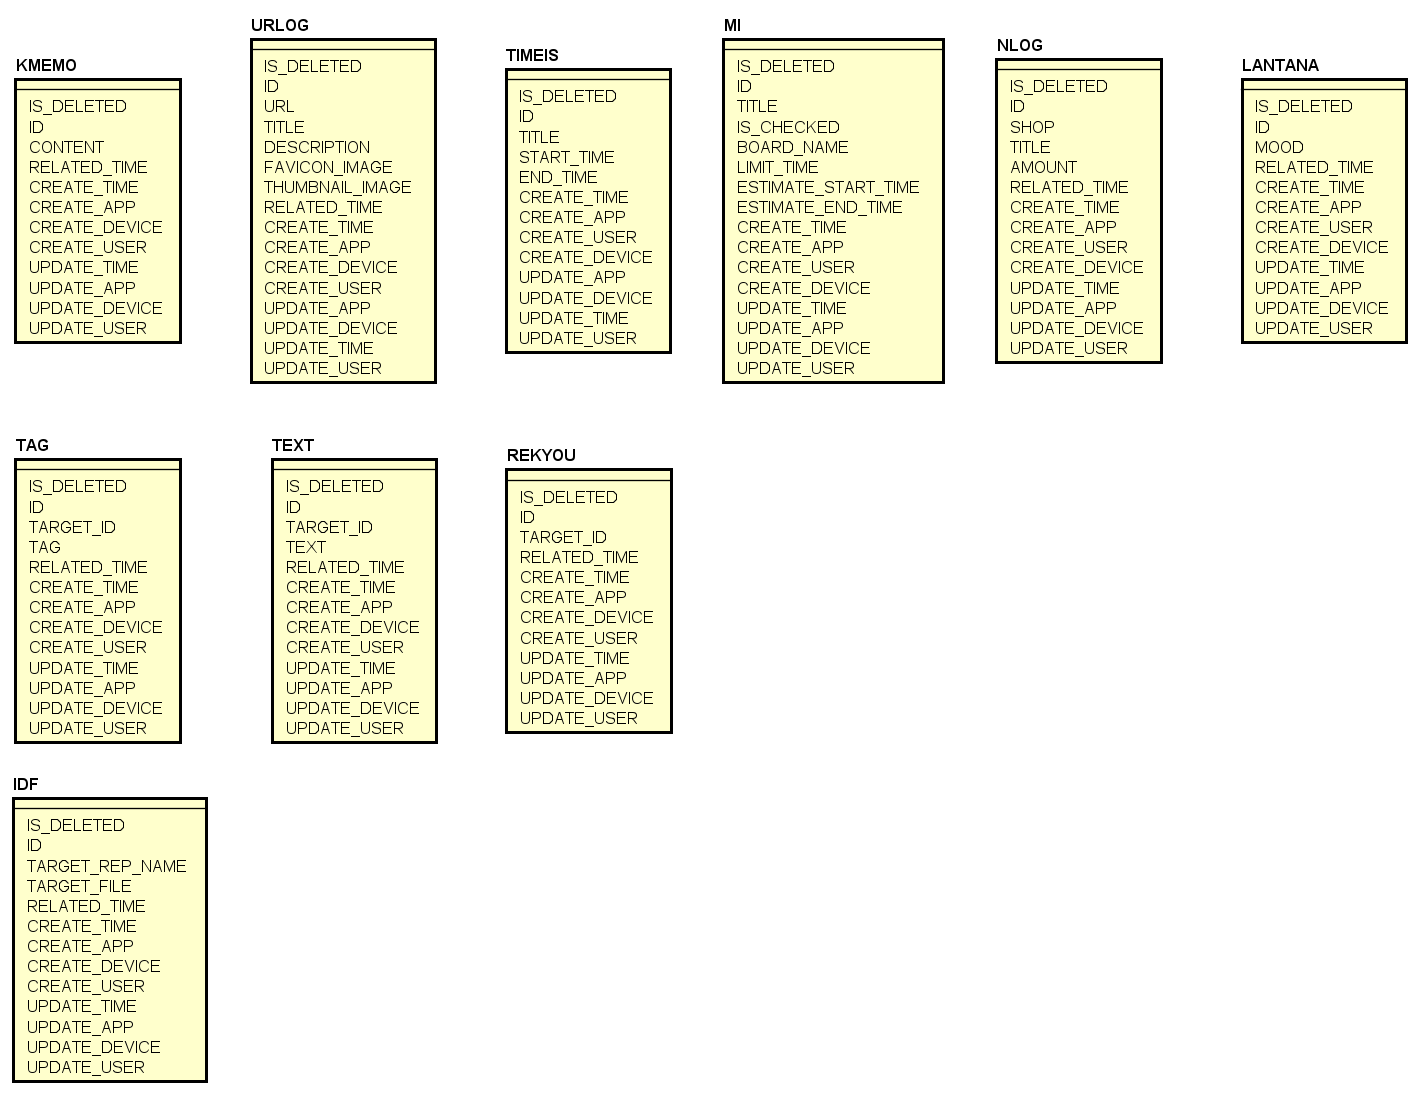 KMEMO
IS_DELETED
ID
CONTENT
RELATED_TIME
CREATE_TIME
CREATE_APP
CREATE_DEVICE
CREATE_USER
UPDATE_TIME
UPDATE_APP
UPDATE_DEVICE
UPDATE_USER
URLOG
IS_DELETED
ID
URL
TITLE
DESCRIPTION
FAVICON_IMAGE
THUMBNAIL_IMAGE
RELATED_TIME
CREATE_TIME
CREATE_APP
CREATE_DEVICE
CREATE_USER
UPDATE_APP
UPDATE_DEVICE
UPDATE_TIME
UPDATE_USER
TIMEIS
IS_DELETED
ID
TITLE
START_TIME
END_TIME
CREATE_TIME
CREATE_APP
CREATE_USER
CREATE_DEVICE
UPDATE_APP
UPDATE_DEVICE
UPDATE_TIME
UPDATE_USER
MI
IS_DELETED
ID
TITLE
IS_CHECKED
BOARD_NAME
LIMIT_TIME
ESTIMATE_START_TIME
ESTIMATE_END_TIME
CREATE_TIME
CREATE_APP
CREATE_USER
CREATE_DEVICE
UPDATE_TIME
UPDATE_APP
UPDATE_DEVICE
UPDATE_USER
NLOG
IS_DELETED
ID
SHOP
TITLE
AMOUNT
RELATED_TIME
CREATE_TIME
CREATE_APP
CREATE_USER
CREATE_DEVICE
UPDATE_TIME
UPDATE_APP
UPDATE_DEVICE
UPDATE_USER
LANTANA
IS_DELETED
ID
MOOD
RELATED_TIME
CREATE_TIME
CREATE_APP
CREATE_USER
CREATE_DEVICE
UPDATE_TIME
UPDATE_APP
UPDATE_DEVICE
UPDATE_USER
TAG
IS_DELETED
ID
TARGET_ID
TAG
RELATED_TIME
CREATE_TIME
CREATE_APP
CREATE_DEVICE
CREATE_USER
UPDATE_TIME
UPDATE_APP
UPDATE_DEVICE
UPDATE_USER
TEXT
IS_DELETED
ID
TARGET_ID
TEXT
RELATED_TIME
CREATE_TIME
CREATE_APP
CREATE_DEVICE
CREATE_USER
UPDATE_TIME
UPDATE_APP
UPDATE_DEVICE
UPDATE_USER
REKYOU
IS_DELETED
ID
TARGET_ID
RELATED_TIME
CREATE_TIME
CREATE_APP
CREATE_DEVICE
CREATE_USER
UPDATE_TIME
UPDATE_APP
UPDATE_DEVICE
UPDATE_USER
IDF
IS_DELETED
ID
TARGET_REP_NAME
TARGET_FILE
RELATED_TIME
CREATE_TIME
CREATE_APP
CREATE_DEVICE
CREATE_USER
UPDATE_TIME
UPDATE_APP
UPDATE_DEVICE
UPDATE_USER